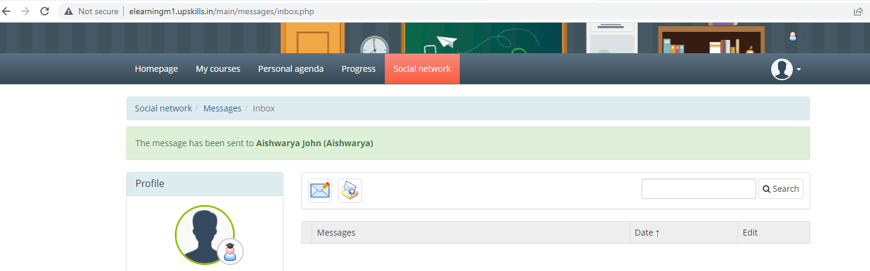 Not secure | elearningm1.upskills.in/main/messages/inbox.php
Homepage My courses Personal agenda Progress Social network
Social network / Messages / Inbox
The message has been sent to Aishwarya John (Aishwarya)
Profile
Search
Messages Date ↑ Edit